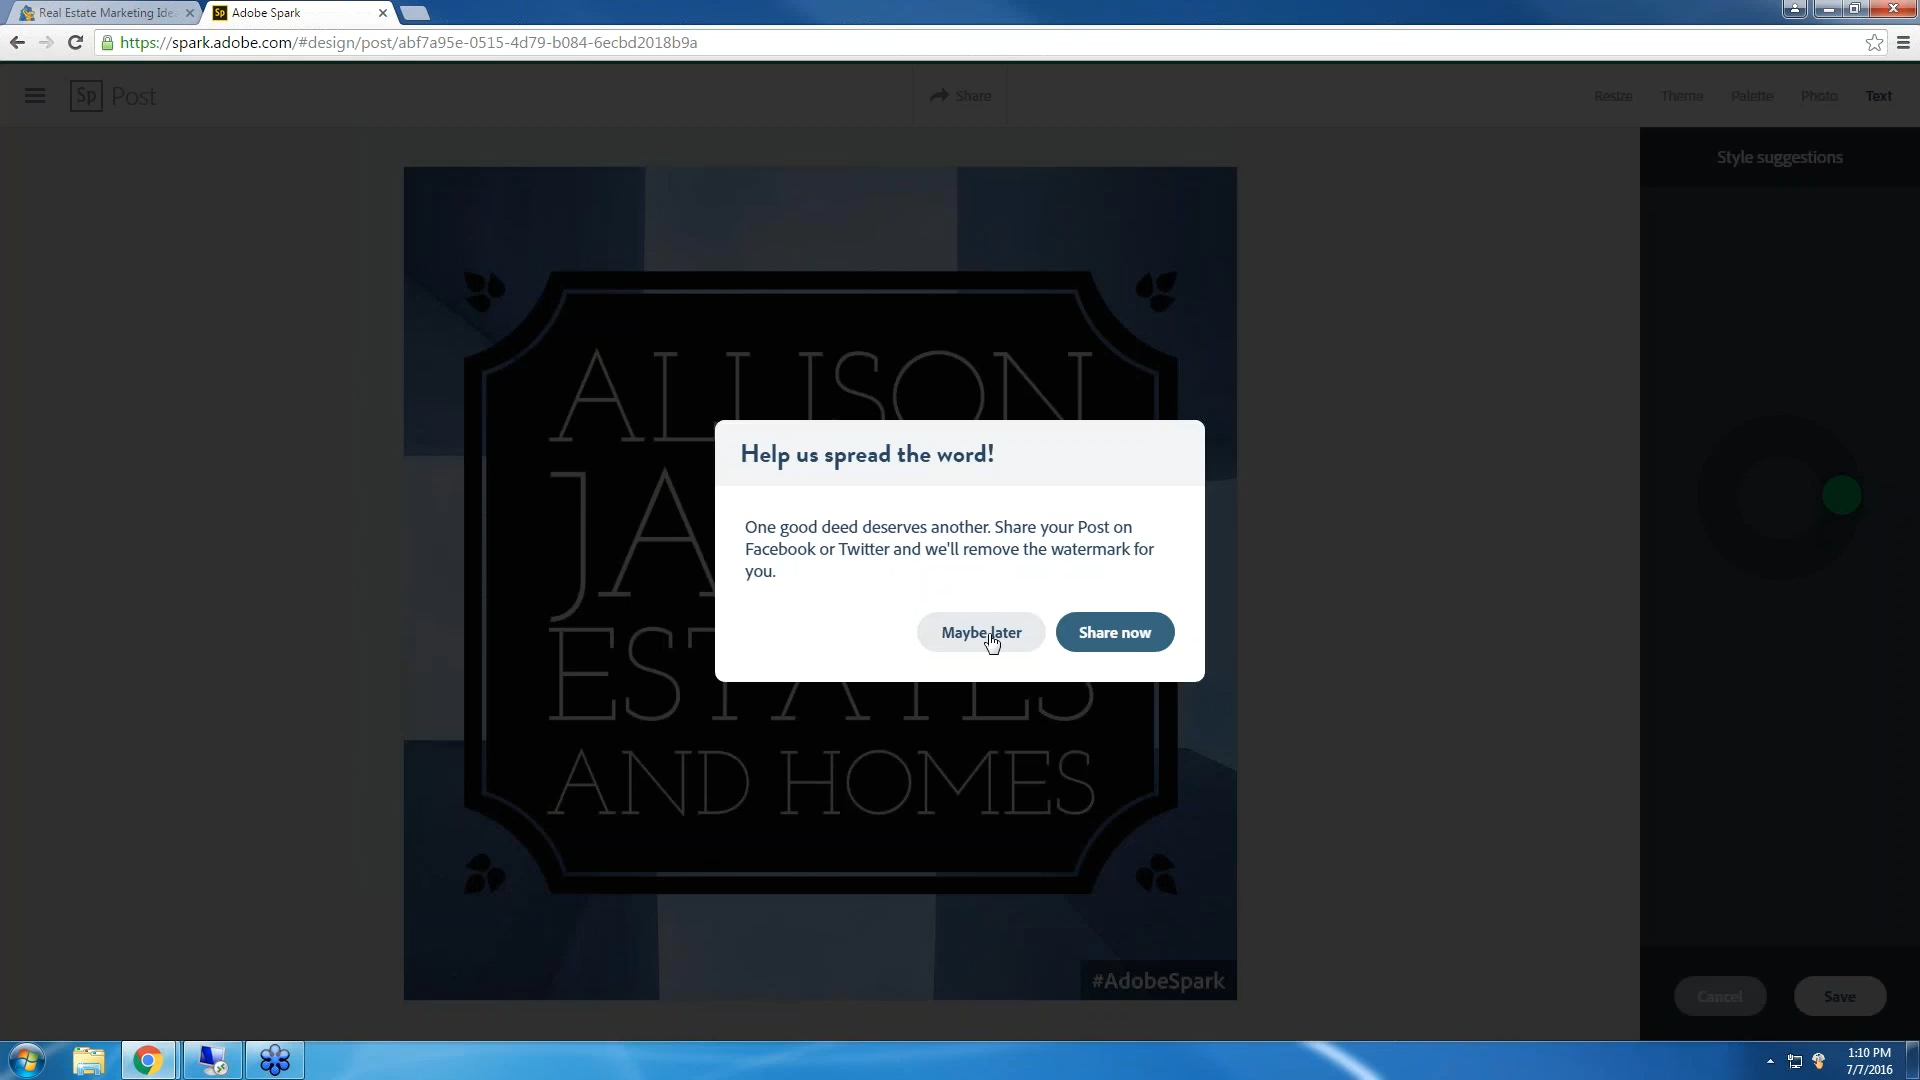 Real Estate Marketing Ide
Adobe Spark
https://spark.adobe.com/#design/post/abf7a95e-0515-4d79-b084-6ecbd2018b9a
Sp Post
Share
Resize Theme Palette Photo Text
Style suggestions
ALLISON
JA
ESTATES
AND HOMES
Help us spread the word!
One good deed deserves another. Share your Post on
Facebook or Twitter and we'll remove the watermark for
you.
Maybe later
Share now
#AdobeSpark
Cancel
Save
1:10 PM
7/7/2016